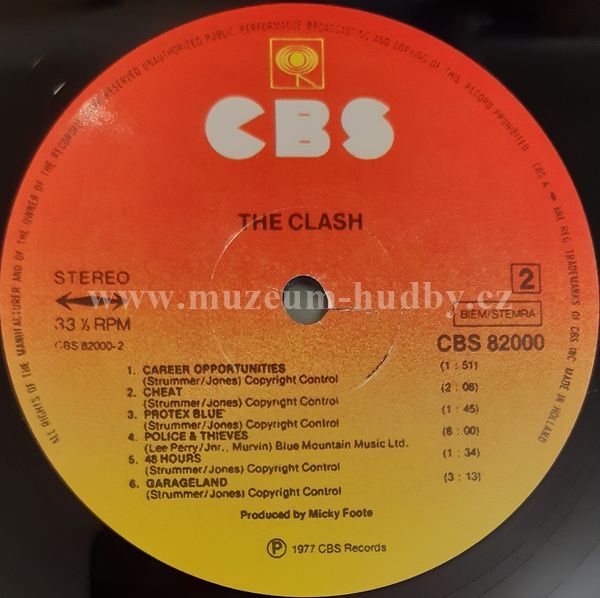 ALL RIGHTS OF THE MANUFACTURER AND OF THE OWNER OF THE RECORDED WORK RESERVED UNAUTHORIZED PUBLIC PERFORMANCE BROADCASTING AND COPYING OF THIS RECORD PROHIBITED
CBS & ARE REG TRADEMARKS OF CBS INC MADE IN HOLLAND
CBS
THE CLASH
STEREO
2
www.muzeum-hudby.cz
33 ⅓ RPM
BIEM/STEMRA
CBS 82000-2
CBS 82000
1. CAREER OPPORTUNITIES (1 : 51)
(Strummer/Jones) Copyright Control
2. CHEAT (2 : 06)
(Strummer/Jones) Copyright Control
3. PROTEX BLUE (1 : 45)
(Strummer/Jones) Copyright Control
4. POLICE & THIEVES (6 : 00)
(Lee Perry/Jnr., Murvin) Blue Mountain Music Ltd.
5. 48 HOURS (1 : 34)
(Strummer/Jones) Copyright Control
6. GARAGELAND (3 : 13)
(Strummer/Jones) Copyright Control
Produced by Micky Foote
Ⓟ 1977 CBS Records